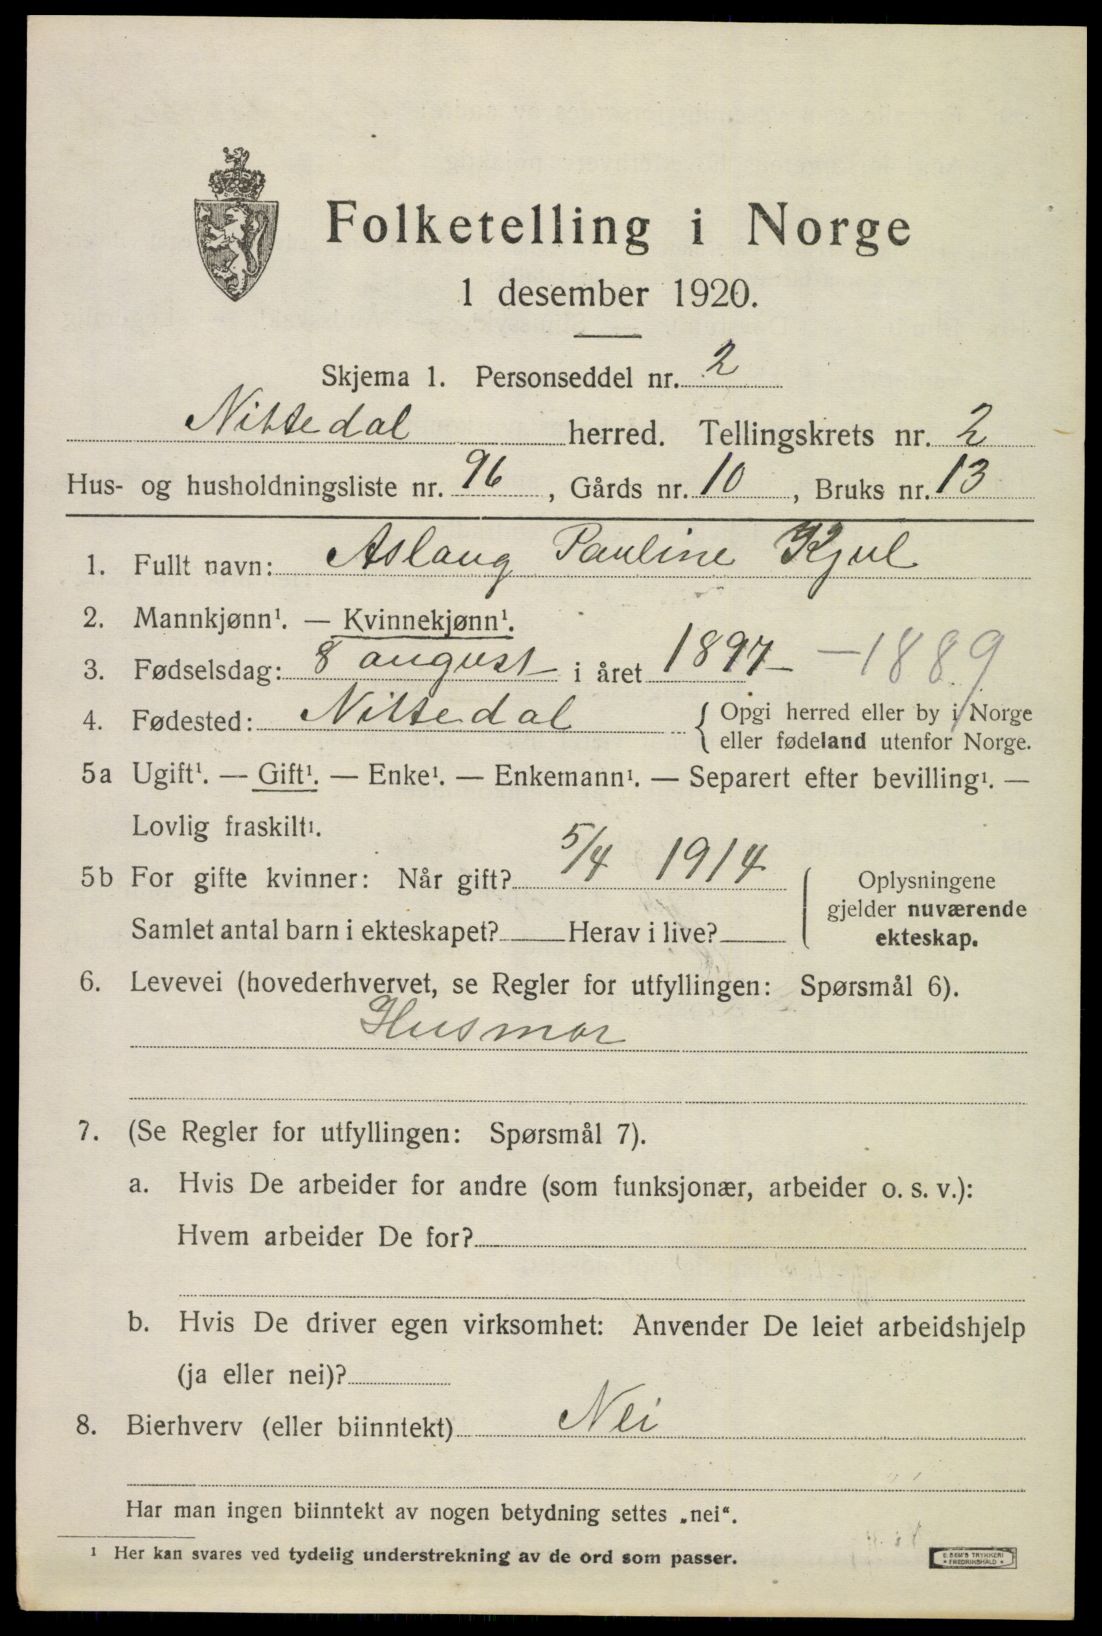 Folketelling i Norge
1 desember 1920.
Skjema 1. Personseddel nr. 2
Nittedal herred. Tellingskrets nr. 2
Hus- og husholdningsliste nr. 96, Gårds nr. 10, Bruks nr. 13
1. Fullt navn: Aslaug Pauline Kjul
2. Mannkjønn¹. — Kvinnekjønn¹.
3. Fødselsdag: 8 august i året 1897 — 1889
4. Fødested: Nittedal { Opgi herred eller by i Norge
eller fødeland utenfor Norge.
5a Ugift¹. — Gift¹. — Enke¹. — Enkemann¹. — Separert efter bevilling¹. —
Lovlig fraskilt¹.
5b For gifte kvinner: Når gift? 5/4 1914
Samlet antal barn i ekteskapet? Herav i live?
Oplysningene
gjelder nuværende
ekteskap.
6. Levevei (hovederhvervet, se Regler for utfyllingen: Spørsmål 6).
Husmor
7. (Se Regler for utfyllingen: Spørsmål 7).
a. Hvis De arbeider for andre (som funksjonær, arbeider o. s. v.):
Hvem arbeider De for?
b. Hvis De driver egen virksomhet: Anvender De leiet arbeidshjelp
(ja eller nei)?
8. Bierhverv (eller biinntekt) Nei
Har man ingen biinntekt av nogen betydning settes „nei“.
¹ Her kan svares ved tydelig understrekning av de ord som passer.
E. SEM'S TRYKKERI
• FREDRIKSHALD •